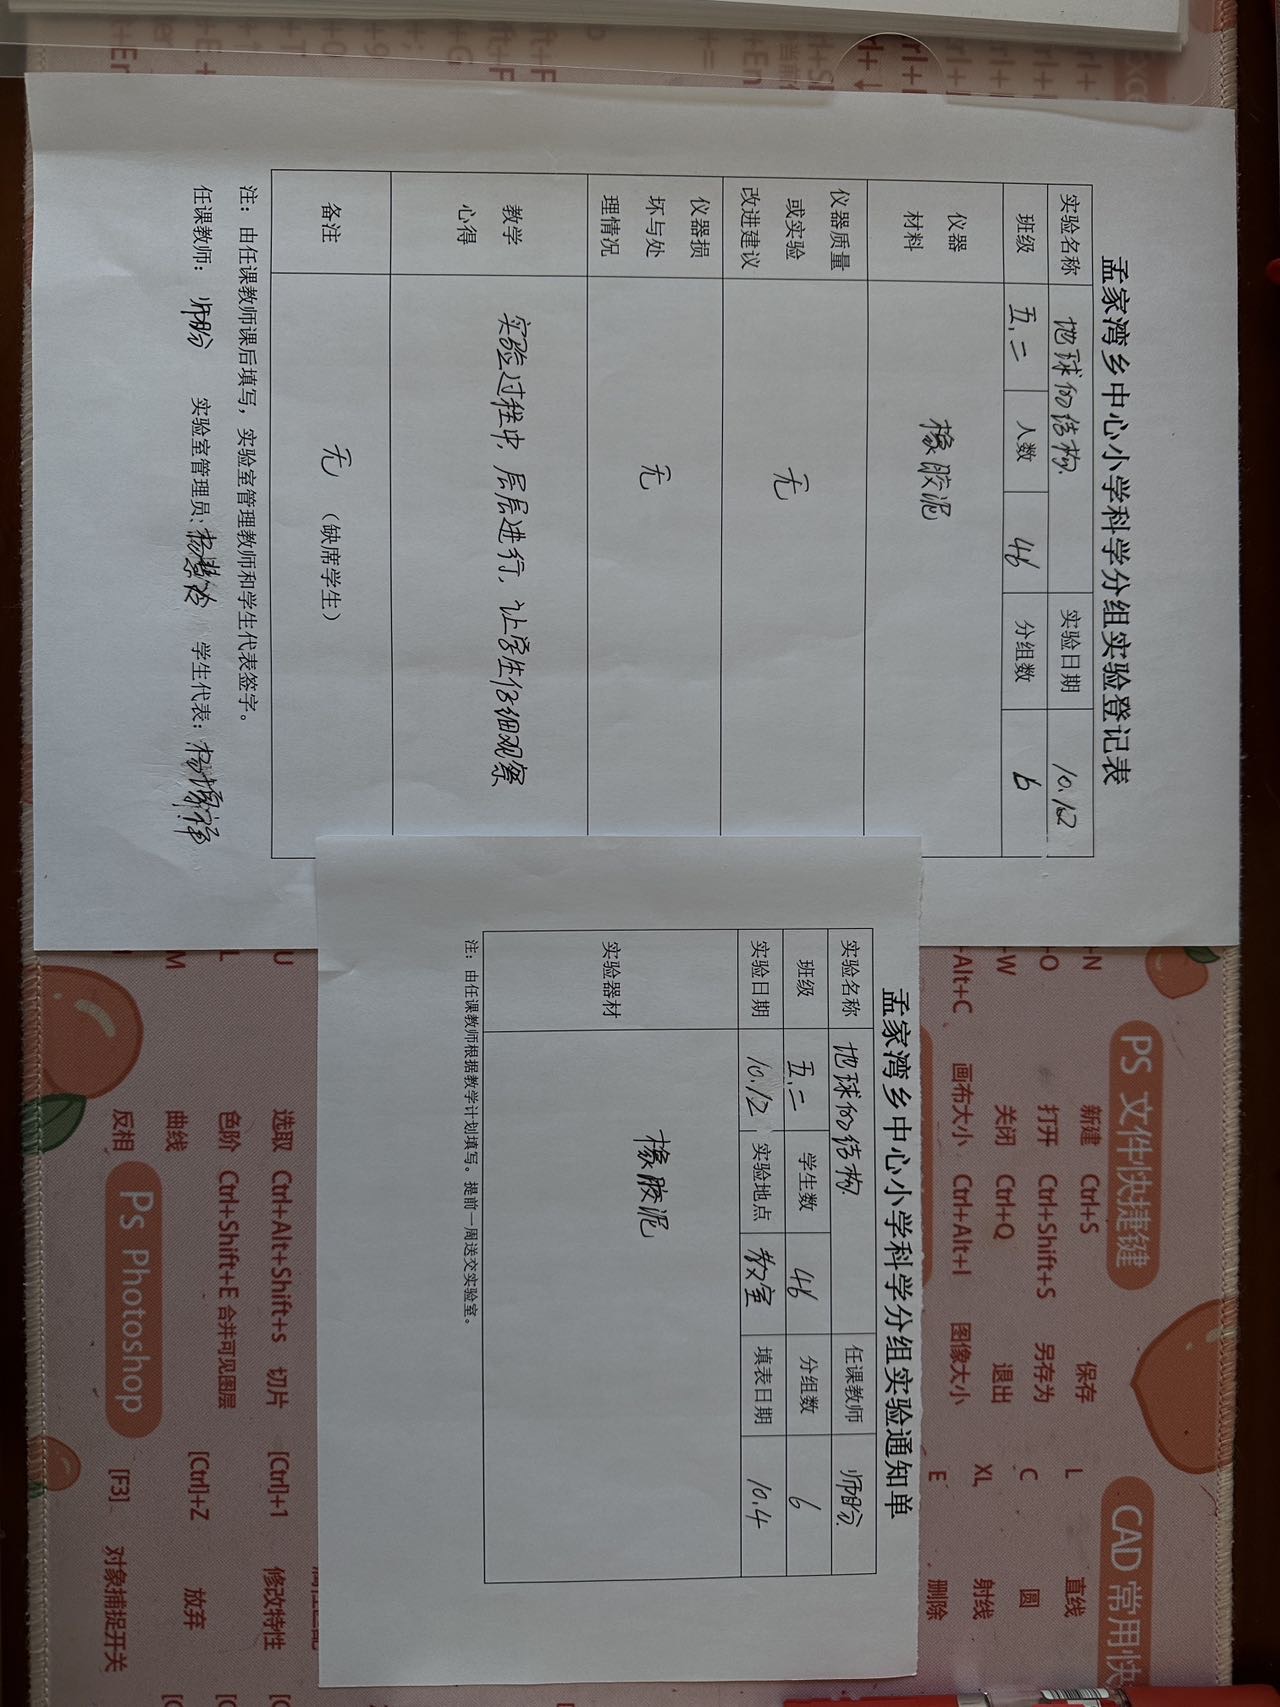 孟家湾乡中心小学科学分组实验登记表
实验名称 地球的结构 实验日期 10.12
班级 五.二 人数 46 分组数 6
仪器材料 橡胶泥
仪器质量或实验改进建议 无
仪器损坏与处理情况 无
教学心得 实验过程中,层层进行,让学生仔细观察
备注 无 (缺席学生)
注:由任课教师课后填写,实验室管理教师和学生代表签字。
任课教师: 实验室管理员: 学生代表:
孟家湾乡中心小学科学分组实验通知单
实验名称 地球的结构 任课教师
班级 五.二 学生数 46 分组数 6
实验日期 10.12 实验地点 教室 填表日期 10.4
实验器材 橡胶泥
注:由任课教师根据教学计划填写。提前一周送交实验室。
PS 文件快捷键
新建 Ctrl+S 保存 L 直线
打开 Ctrl+Shift+S 另存为 C 圆
关闭 Ctrl+Q 退出 XL 射线
画布大小 Ctrl+Alt+I 图像大小 E 删除
CAD 常用快
选取 Ctrl+Alt+Shift+s 切片 [Ctrl]+1 修改特性
色阶 Ctrl+Shift+E 合并可见图层
曲线 [Ctrl]+Z 放弃
反相 Ps Photoshop [F3] 对象捕捉开关